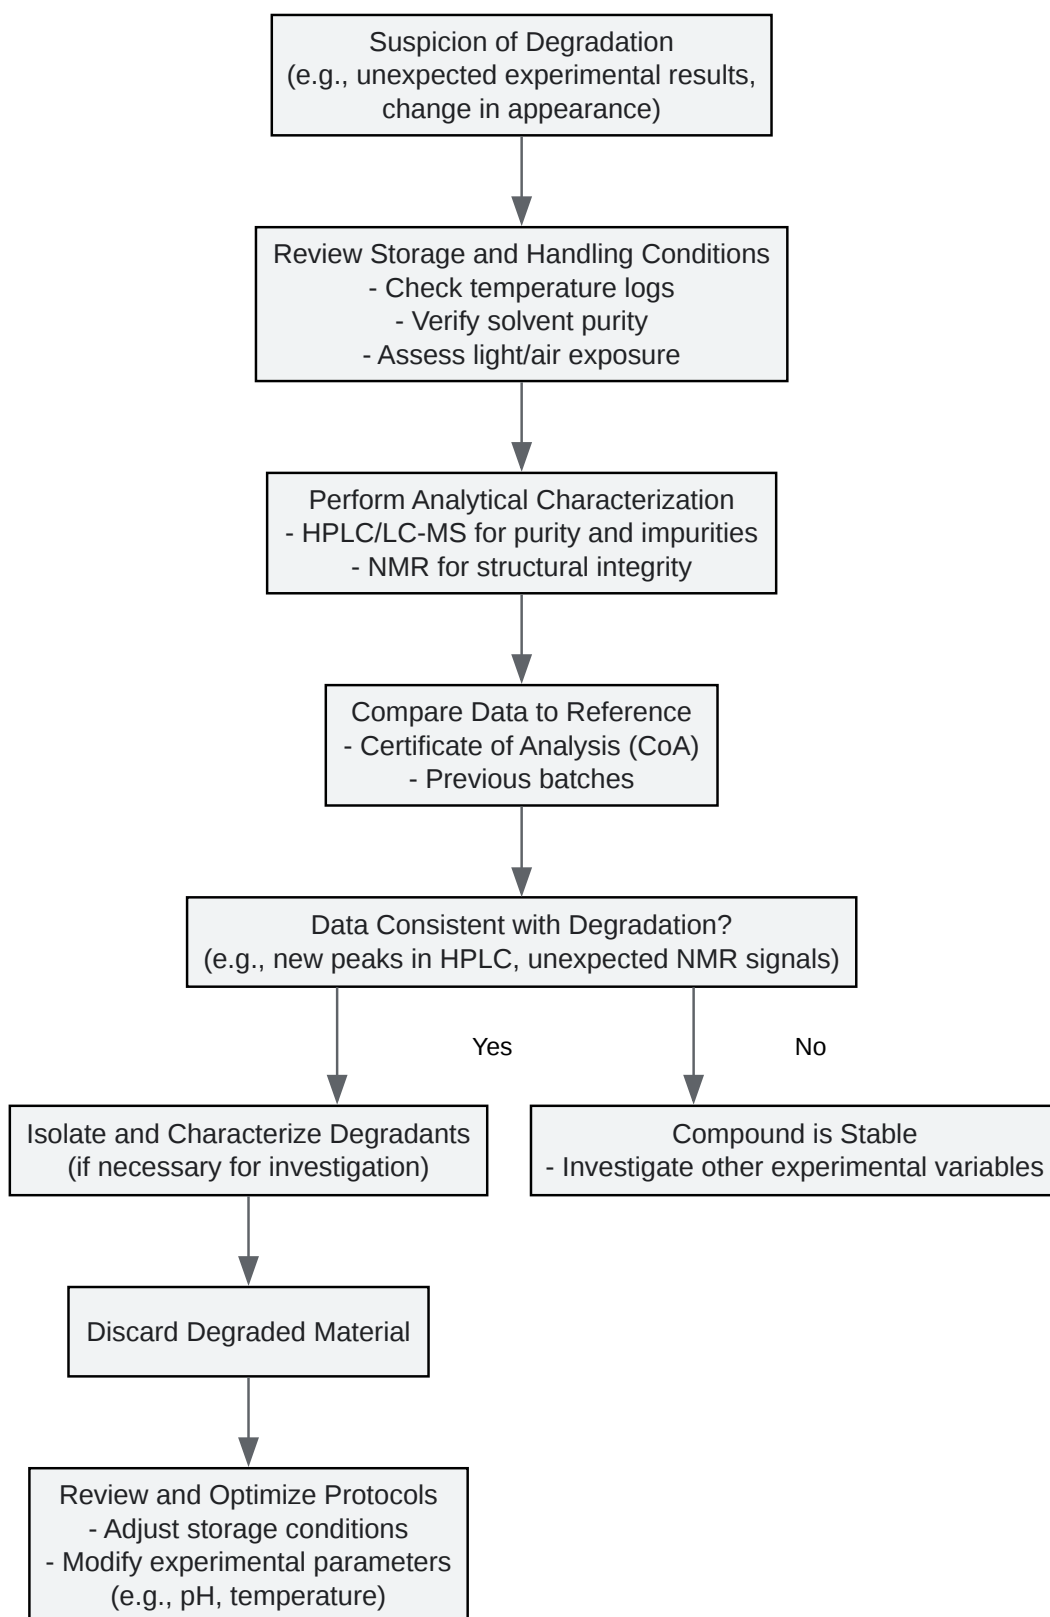 Suspicion of Degradation
(e.g., unexpected experimental results,
change in appearance)
Review Storage and Handling Conditions
- Check temperature logs
- Verify solvent purity
- Assess light/air exposure
Perform Analytical Characterization
- HPLC/LC-MS for purity and impurities
- NMR for structural integrity
Compare Data to Reference
- Certificate of Analysis (CoA)
- Previous batches
Data Consistent with Degradation?
(e.g., new peaks in HPLC, unexpected NMR signals)
Yes
No
Isolate and Characterize Degradants
(if necessary for investigation)
Compound is Stable
- Investigate other experimental variables
Discard Degraded Material
Review and Optimize Protocols
- Adjust storage conditions
- Modify experimental parameters
(e.g., pH, temperature)